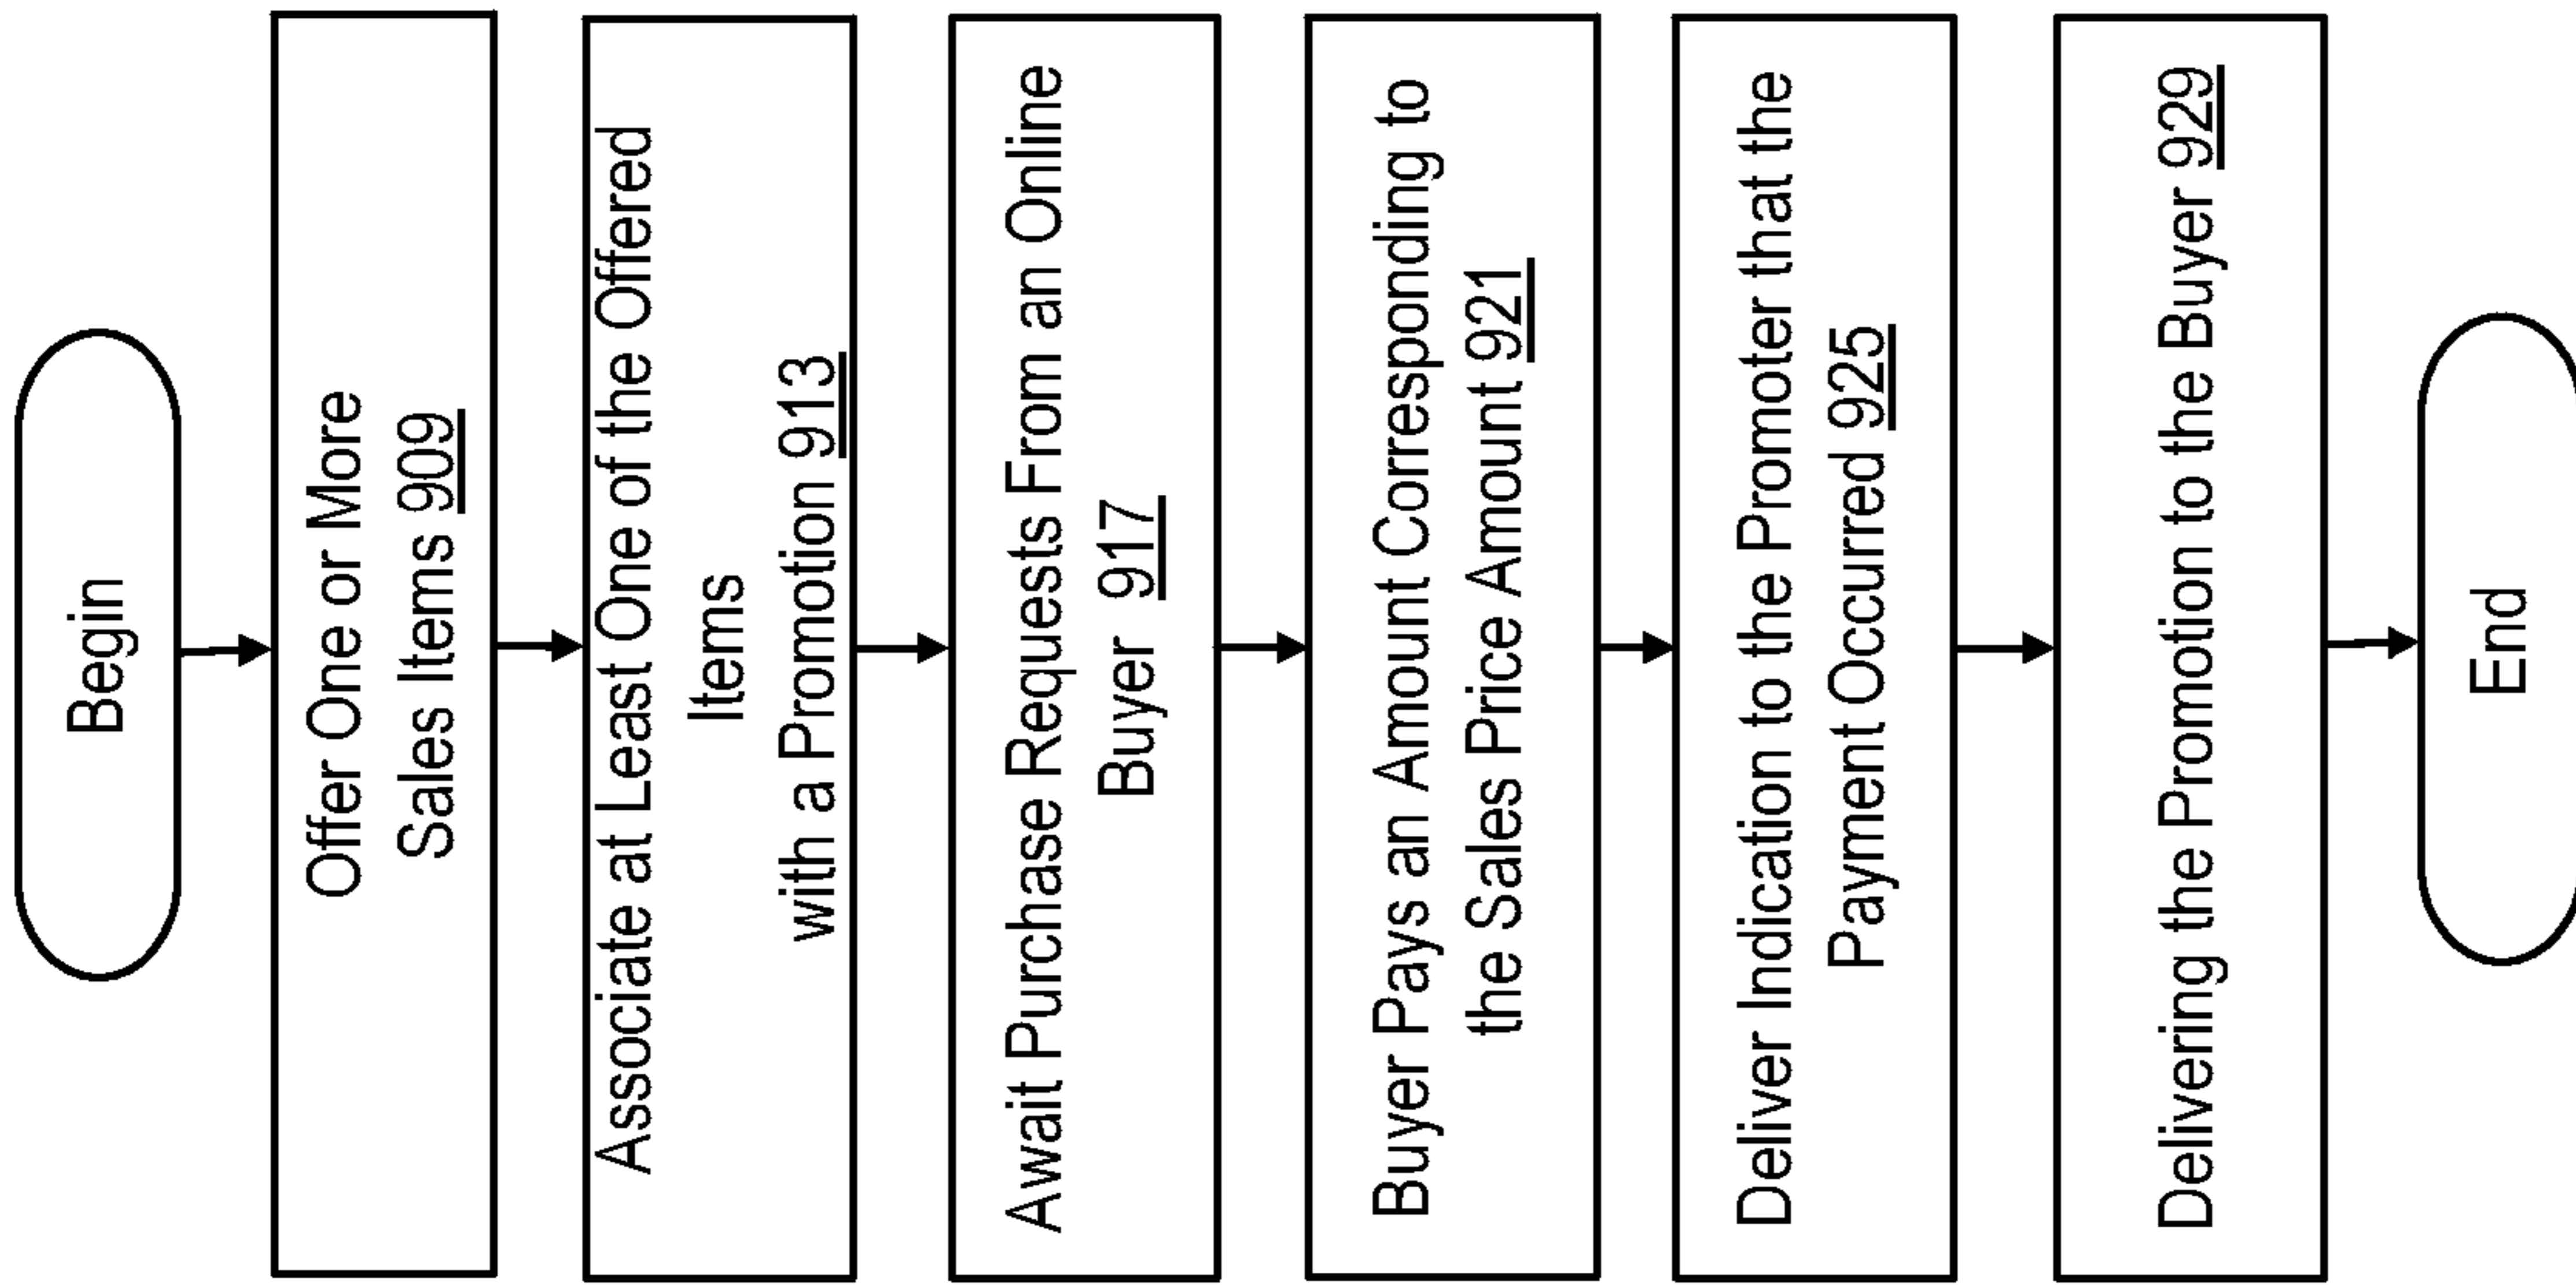 Begin
Offer One or More
Sales Items 909
Associate at Least One of the Offered
Items
with a Promotion 913
Await Purchase Requests From an Online
Buyer 917
Buyer Pays an Amount Corresponding to
the Sales Price Amount 921
Deliver Indication to the Promoter that the
Payment Occurred 925
Delivering the Promotion to the Buyer 929
End